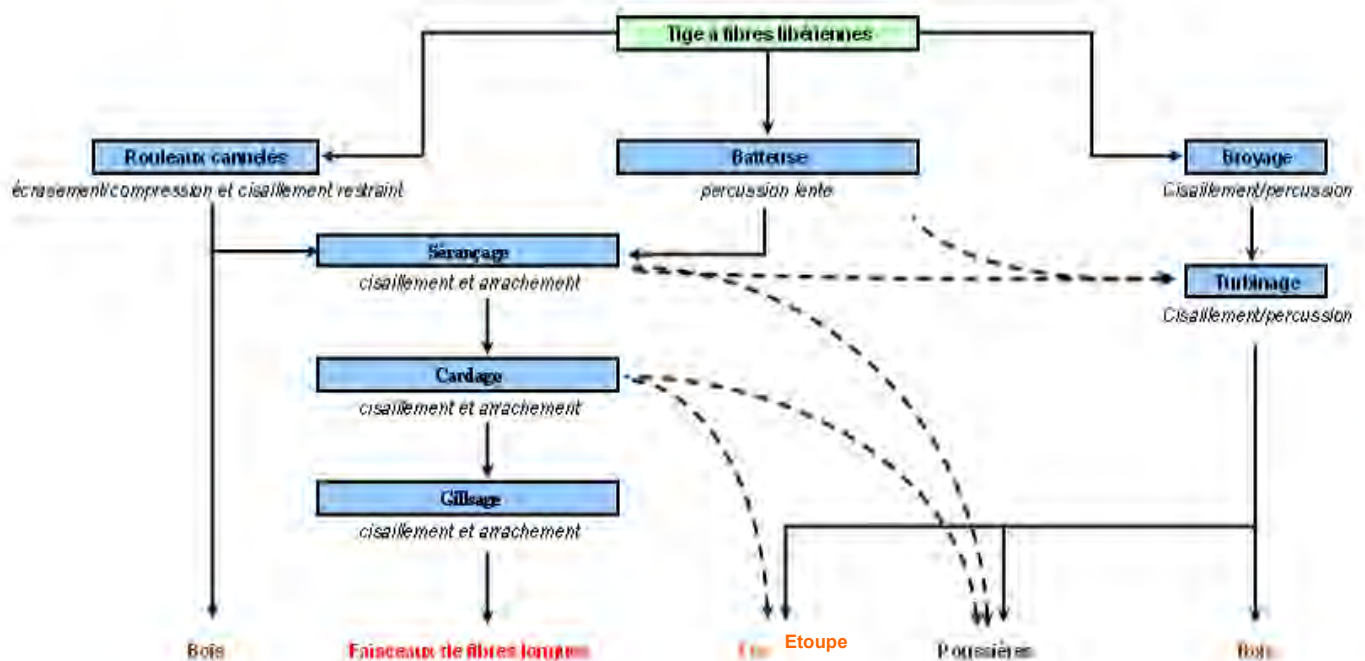 Tige à fibres libériennes
Rouleaux cannelés
Batteuse
Broyage
écrasement/compression et cisaillement restraint
percussion lente
Cisaillement/percussion
Sérançage
cisaillement et arrachement
Turbinage
Cisaillement/percussion
Cardage
cisaillement et arrachement
Gillsage
cisaillement et arrachement
Bois
Faisceaux de fibres longues
Etoupe
Poussières
Bois